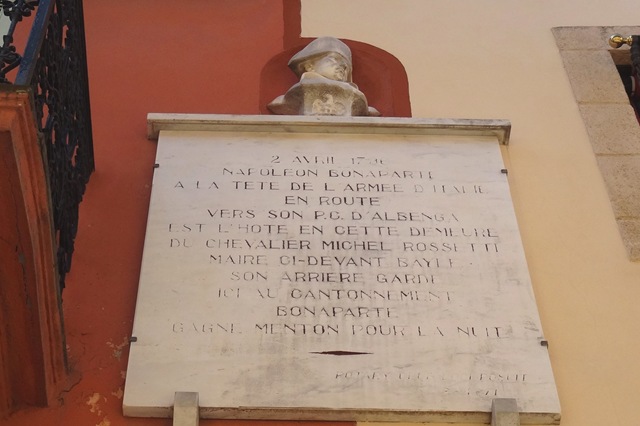 2 AVRIL 1796
NAPOLEON BONAPARTE
A LA TETE DE L'ARMEE D'ITALIE
EN ROUTE
VERS SON P.C. D'ALBENGA
EST L'HOTE EN CETTE DEMEURE
DU CHEVALIER MICHEL ROSSETTI
MAIRE CI-DEVANT BAYLE
SON ARRIERE GARDE
ICI AU CANTONNEMENT
BONAPARTE
GAGNE MENTON POUR LA NUIT